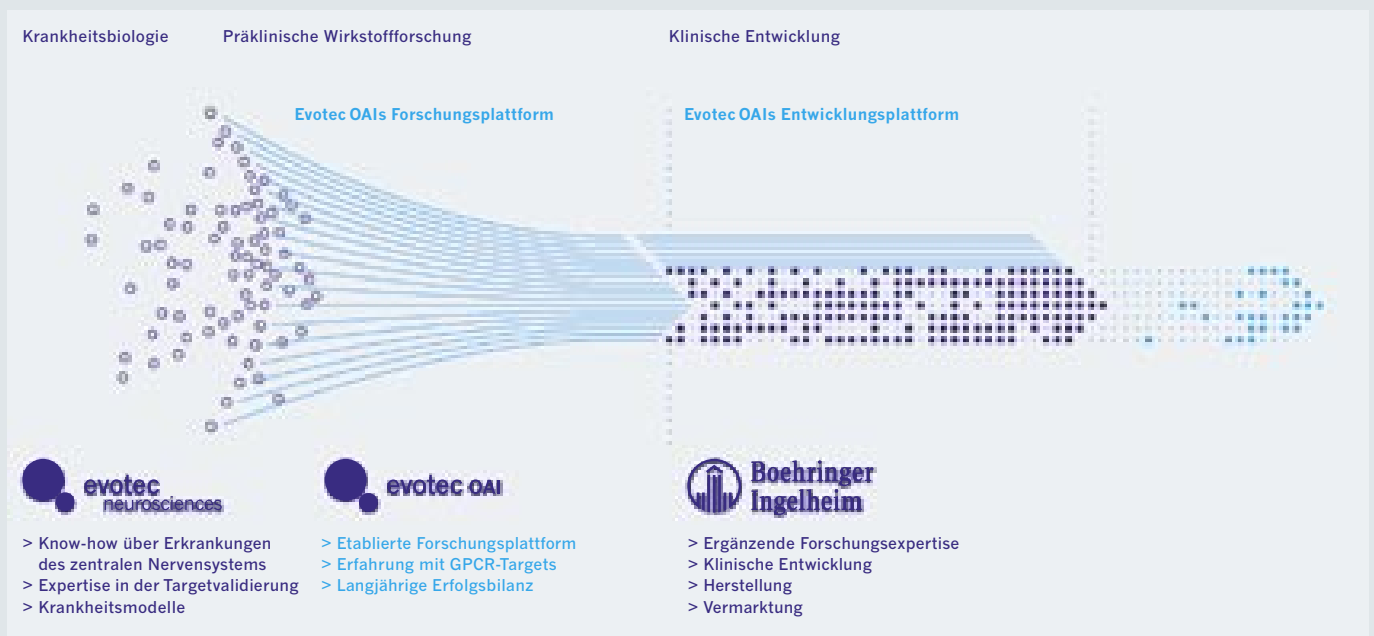 Krankheitsbiologie
Präklinische Wirkstoffforschung
Klinische Entwicklung
Evotec OAIs Forschungsplattform
Evotec OAIs Entwicklungsplattform
evotec
neurosciences
evotec OAI
Boehringer
Ingelheim
> Know-how über Erkrankungen
des zentralen Nervensystems
> Expertise in der Targetvalidierung
> Krankheitsmodelle
> Etablierte Forschungsplattform
> Erfahrung mit GPCR-Targets
> Langjährige Erfolgsbilanz
> Ergänzende Forschungsexpertise
> Klinische Entwicklung
> Herstellung
> Vermarktung